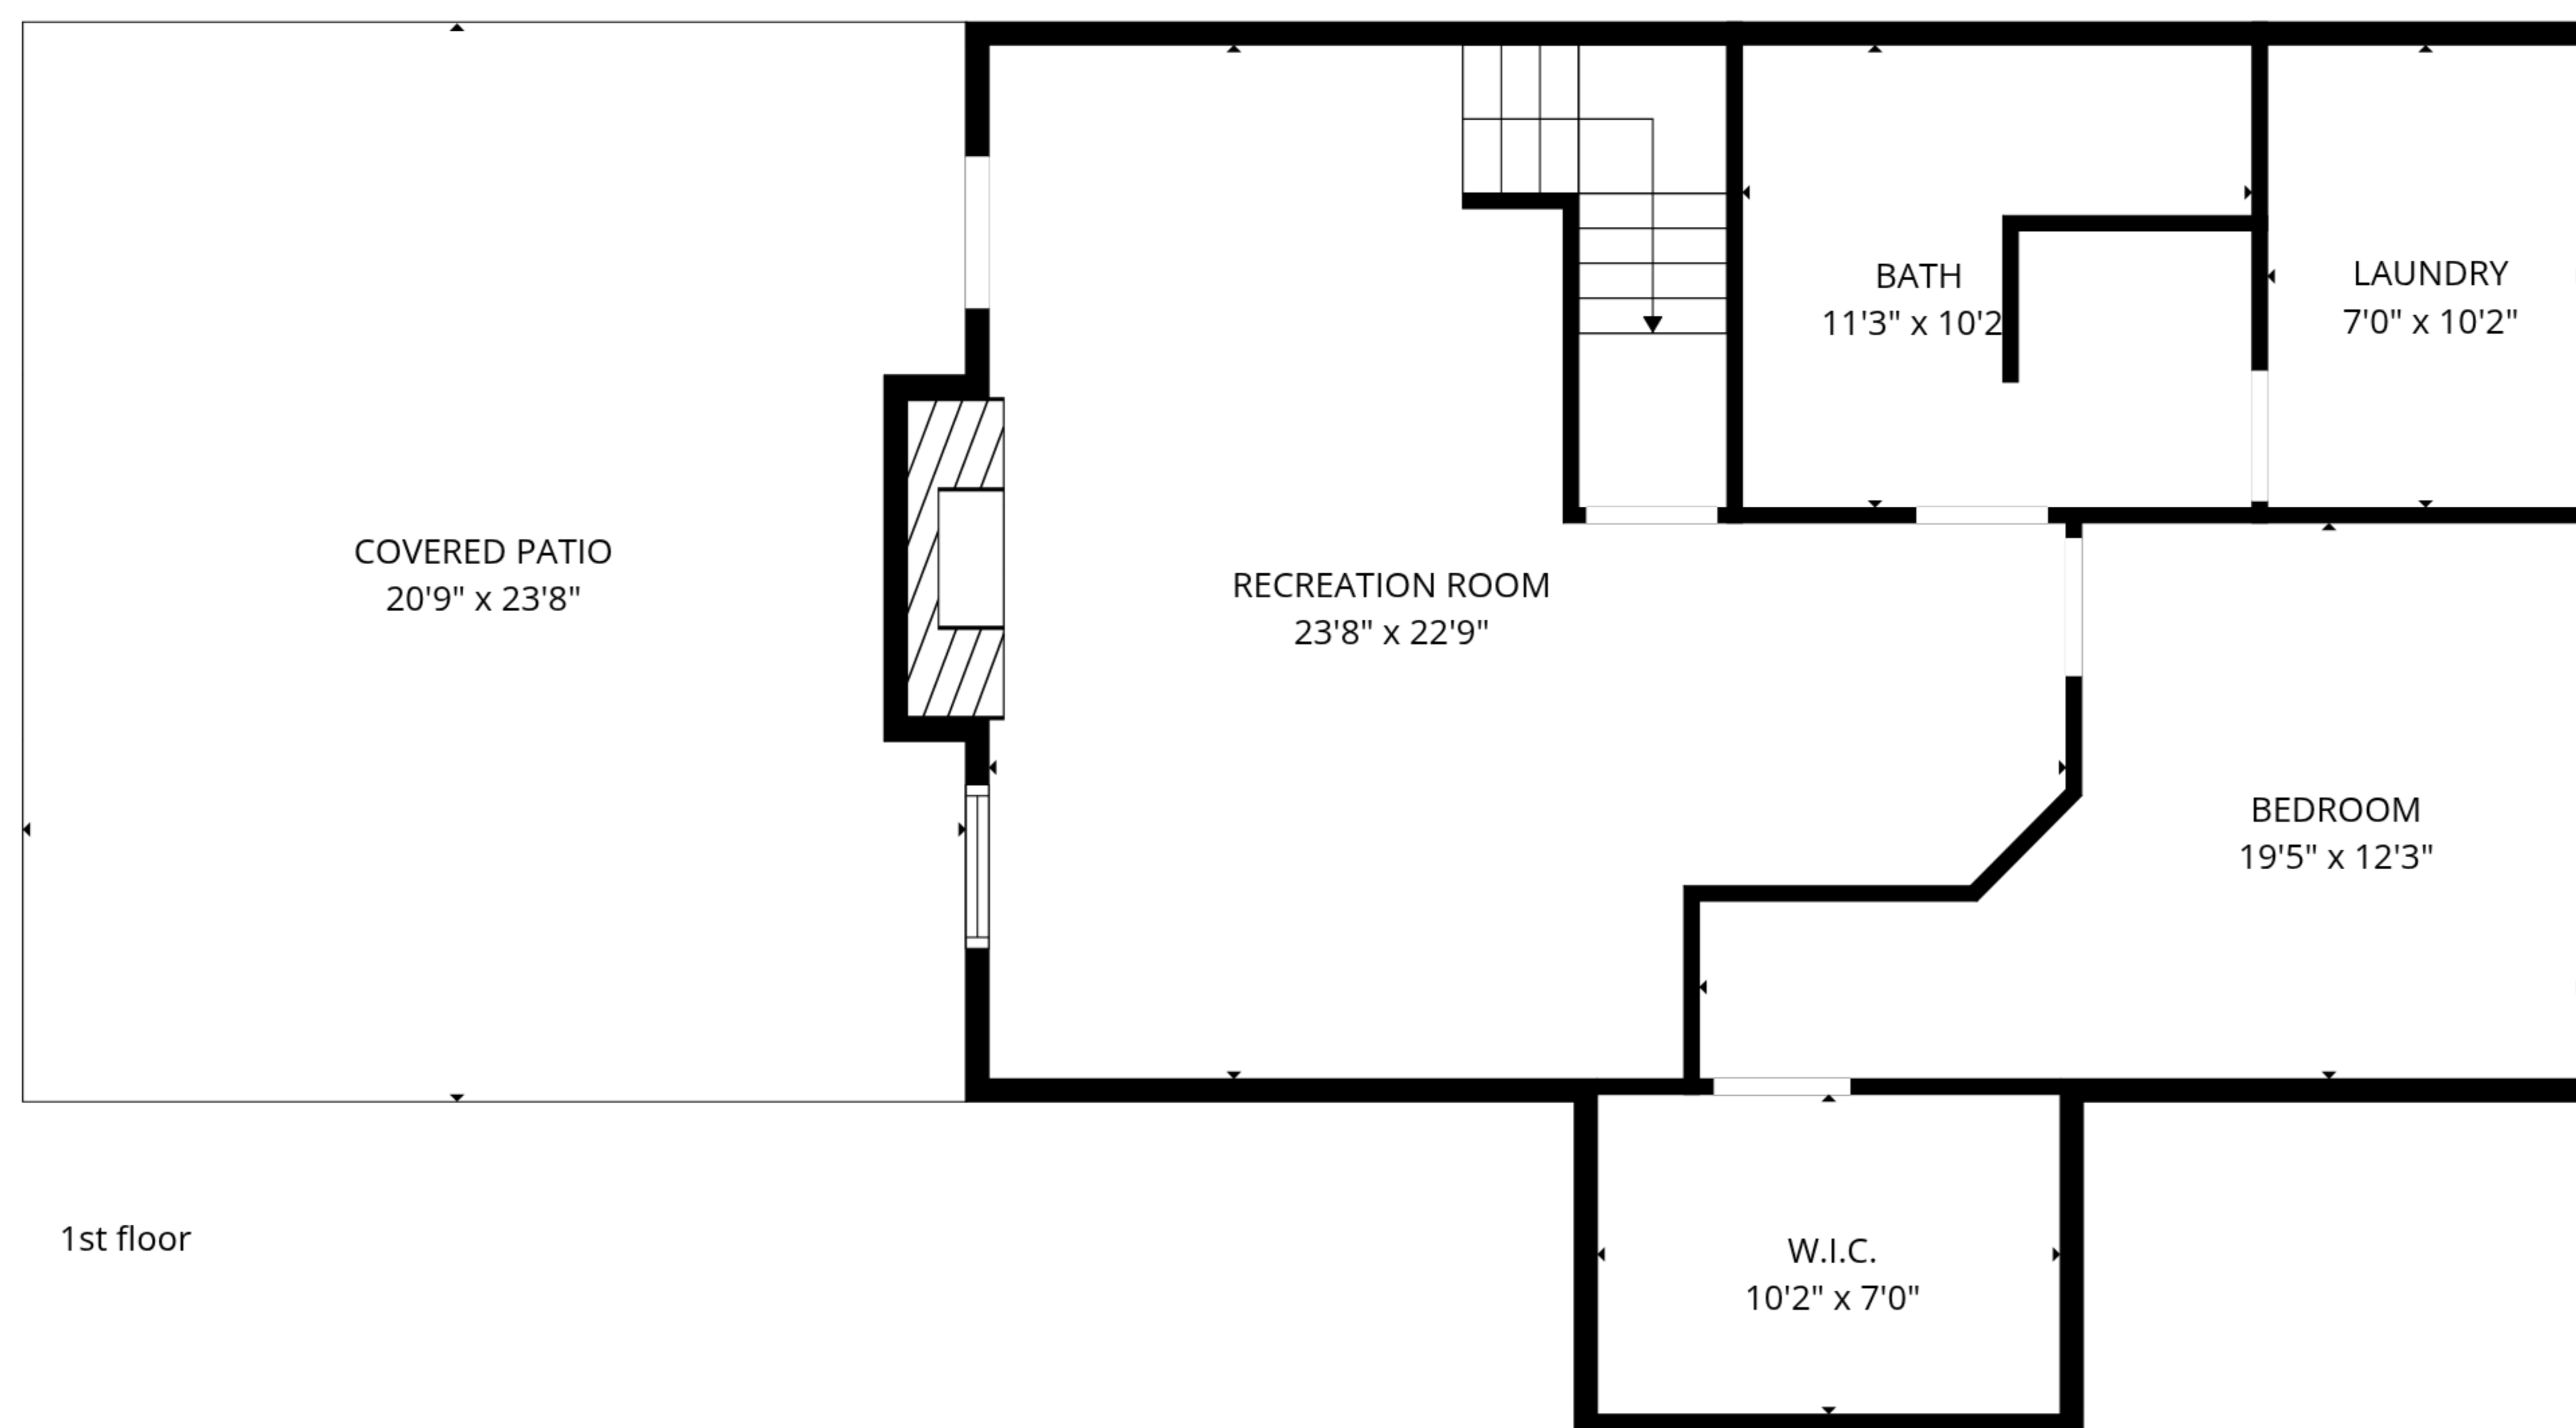 COVERED PATIO
20'9" x 23'8"
RECREATION ROOM
23'8" x 22'9"
BATH
11'3" x 10'2
LAUNDRY
7'0" x 10'2"
BEDROOM
19'5" x 12'3"
W.I.C.
10'2" x 7'0"
1st floor